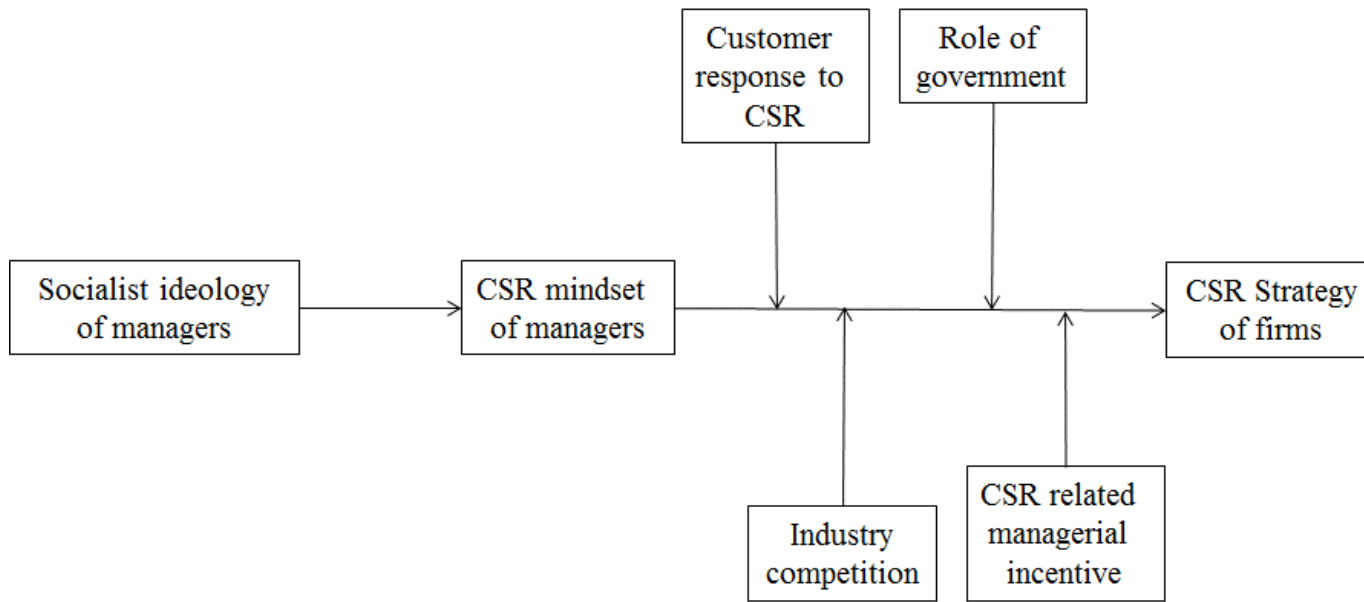 Customer
response to
CSR
Role of
government
Socialist ideology
of managers
CSR mindset
of managers
CSR Strategy
of firms
Industry
competition
CSR related
managerial
incentive